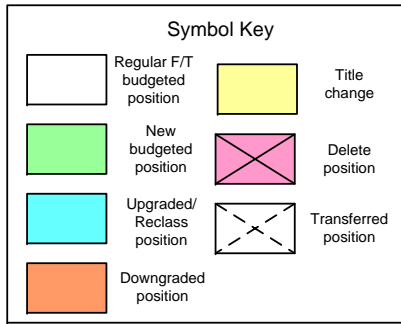 Symbol Key
Regular F/T
budgeted
position
New
budgeted
position
Upgraded/
Reclass
position
Downgraded
position
Title
change
Delete
position
Transferred
position